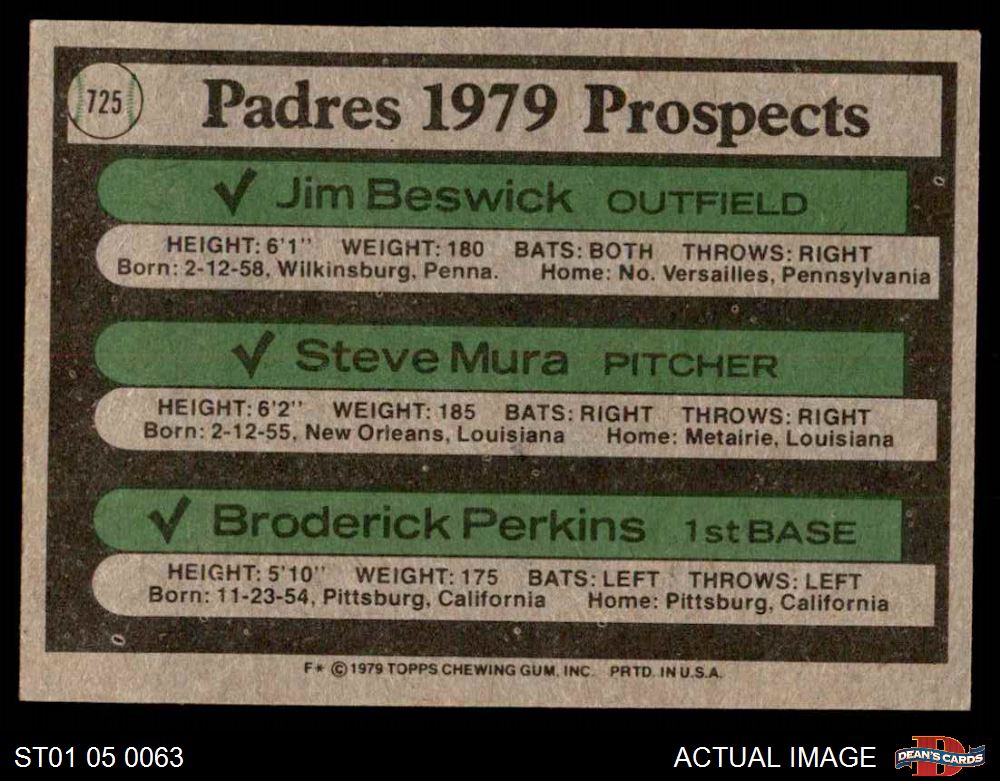 725
Padres 1979 Prospects
✓ Jim Beswick OUTFIELD
HEIGHT: 6'1" WEIGHT: 180 BATS: BOTH THROWS: RIGHT
Born: 2-12-58, Wilkinsburg, Penna. Home: No. Versailles, Pennsylvania
✓ Steve Mura PITCHER
HEIGHT: 6'2" WEIGHT: 185 BATS: RIGHT THROWS: RIGHT
Born: 2-12-55, New Orleans, Louisiana Home: Metairie, Louisiana
✓ Broderick Perkins 1st BASE
HEIGHT: 5'10" WEIGHT: 175 BATS: LEFT THROWS: LEFT
Born: 11-23-54, Pittsburg, California Home: Pittsburg, California
F* © 1979 TOPPS CHEWING GUM, INC. PRTD. IN U.S.A.
ST01 05 0063
ACTUAL IMAGE
D
DEAN'S CARDS